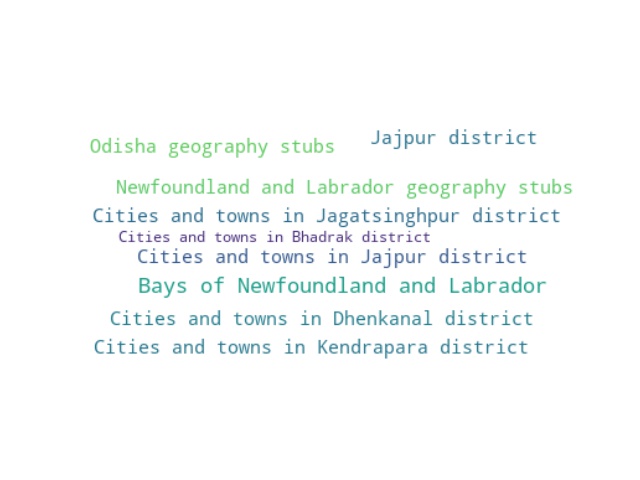 Odisha geography stubs
Jajpur district
Newfoundland and Labrador geography stubs
Cities and towns in Jagatsinghpur district
Cities and towns in Bhadrak district
Cities and towns in Jajpur district
Bays of Newfoundland and Labrador
Cities and towns in Dhenkanal district
Cities and towns in Kendrapara district